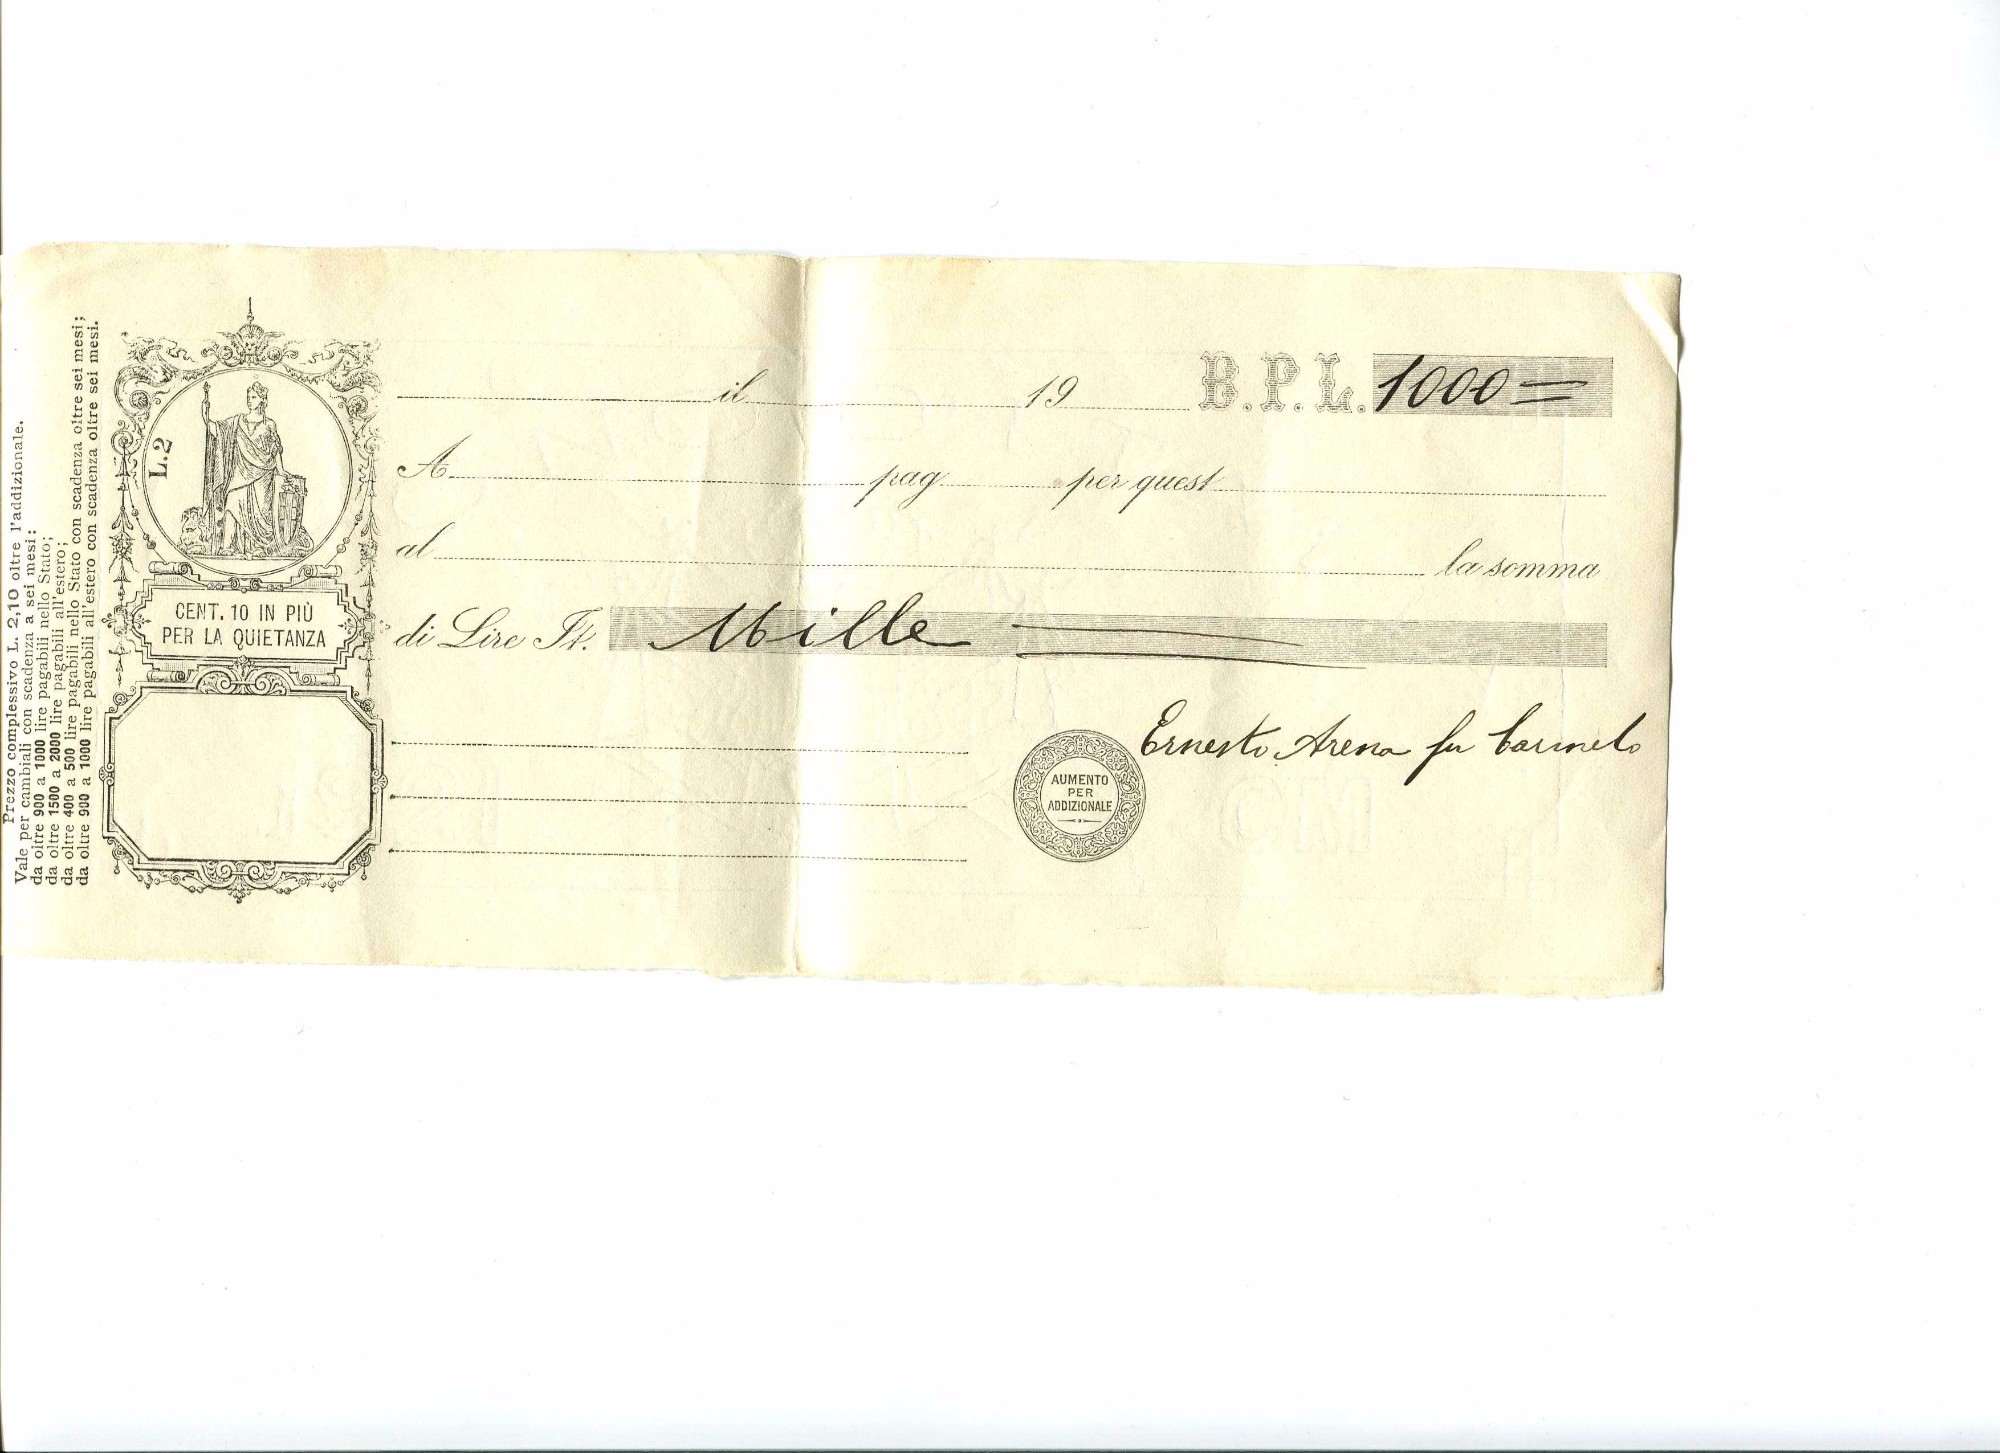 Prezzo complessivo L. 2,10 oltre l'addizionale.
Vale per cambiali con scadenza a sei mesi:
da oltre 900 a 1000 lire pagabili nello Stato;
da oltre 1500 a 2000 lire pagabili all'estero;
da oltre 400 a 500 lire pagabili nello Stato con scadenza oltre sei mesi;
da oltre 900 a 1000 lire pagabili all'estero con scadenza oltre sei mesi.
L.2
CENT. 10 IN PIÙ
PER LA QUIETANZA
il 19 B.P.L. 1000=
A pag per quest
al la somma
di Lire It. Mille
Ernesto Arena fu Carmelo
AUMENTO
PER
ADDIZIONALE